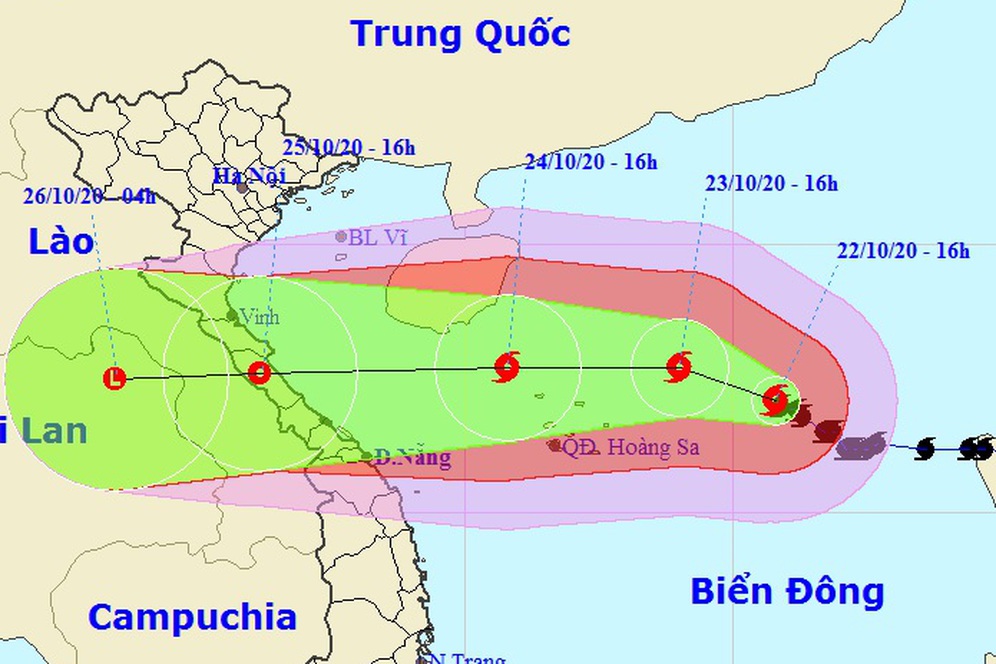 Trung Quốc
25/10/20 - 16h
24/10/20 - 16h
Hà Nội
23/10/20 - 16h
26/10/20 - 04h
Lào
BL Vĩ
22/10/20 - 16h
Vinh
L
i Lan
Đ.Nẵng
QĐ. Hoàng Sa
Biển Đông
Campuchia
N.Trang